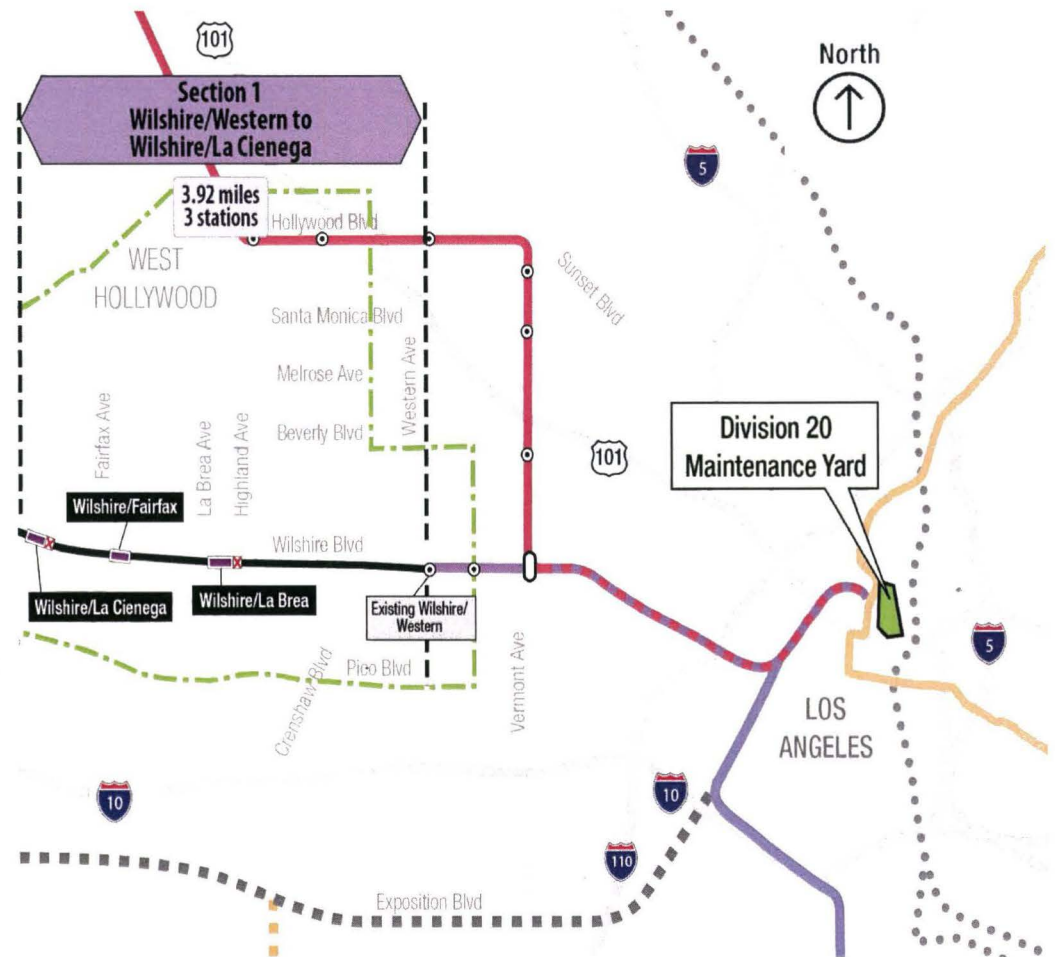 101
North
Section 1
Wilshire/Western to
Wilshire/La Cienega
5
3.92 miles
3 stations
Hollywood Blvd
WEST
HOLLYWOOD
Sunset Blvd
Santa Monica Blvd
Melrose Ave
Western Ave
Fairfax Ave
La Brea Ave
Highland Ave
Beverly Blvd
Division 20
Maintenance Yard
101
Wilshire/Fairfax
Wilshire Blvd
Wilshire/La Cienega
Wilshire/La Brea
Existing Wilshire/
Western
5
Pico Blvd
Crenshaw Blvd
Vermont Ave
LOS
ANGELES
10
10
110
Exposition Blvd